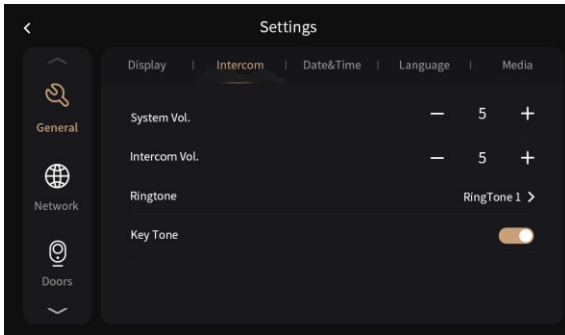 Settings
Display | Intercom | Date&Time | Language | Media
General
Network
Doors
System Vol. — 5 +
Intercom Vol. — 5 +
Ringtone RingTone 1 >
Key Tone